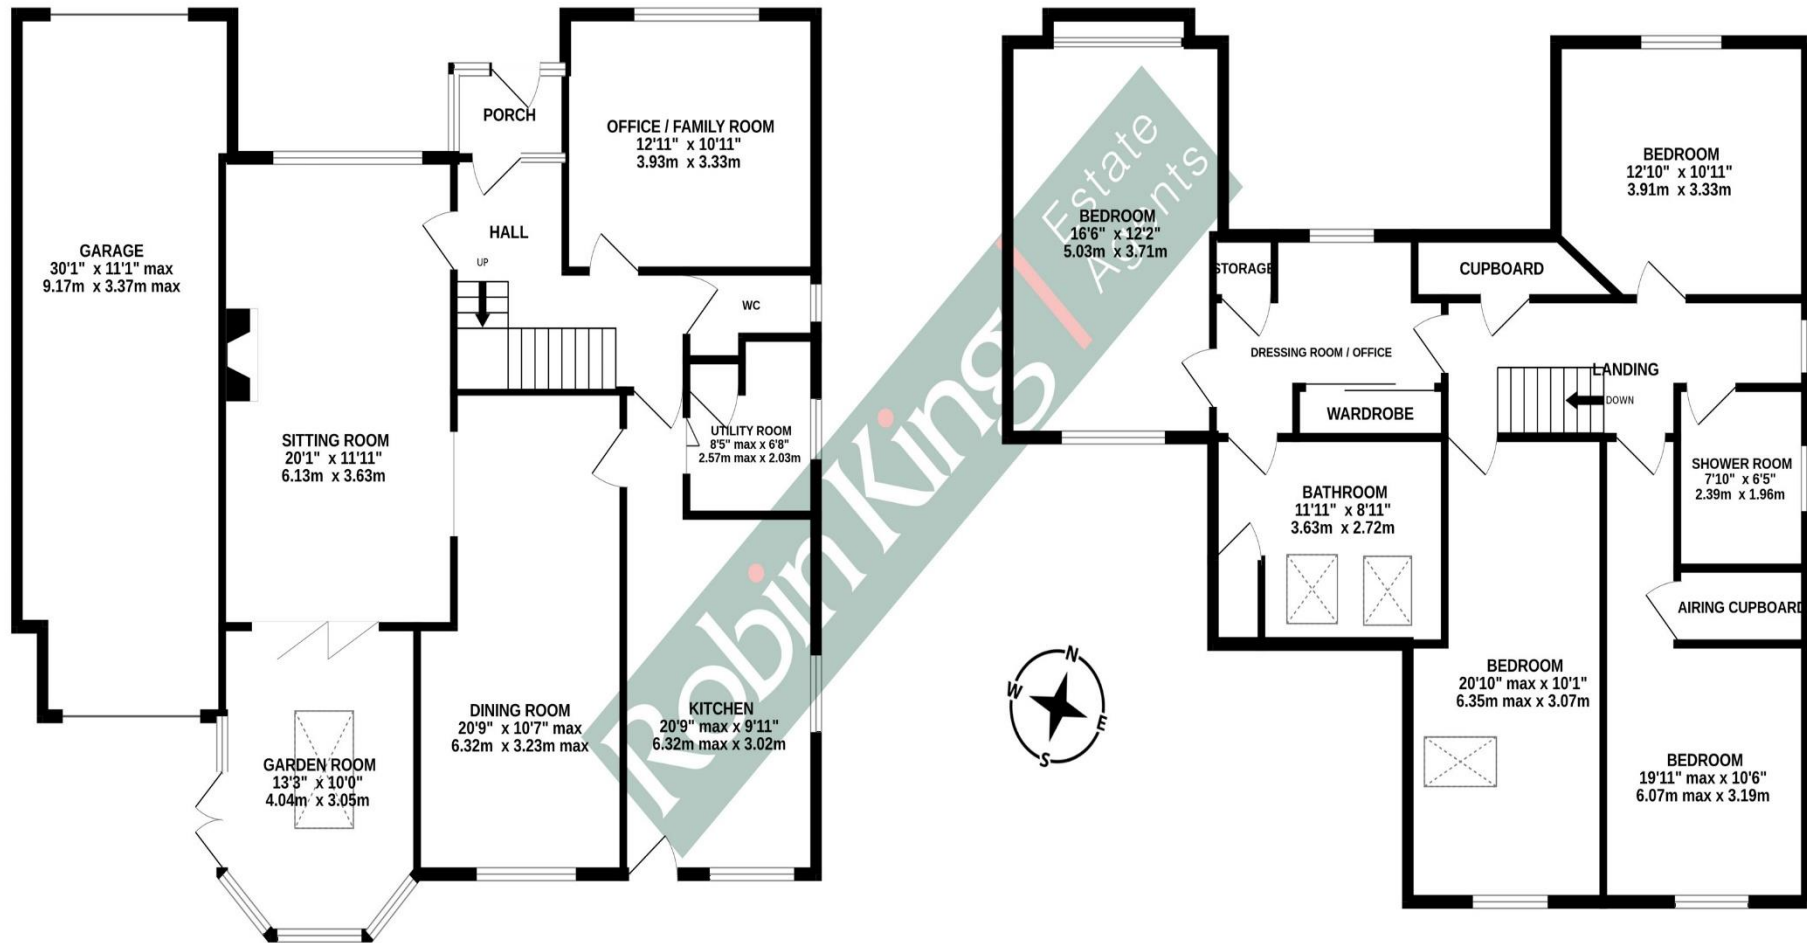 PORCH
OFFICE / FAMILY ROOM
12'11" x 10'11"
3.93m x 3.33m
GARAGE
30'1" x 11'1" max
9.17m x 3.37m max
HALL
UP
WC
SITTING ROOM
20'1" x 11'11"
6.13m x 3.63m
UTILITY ROOM
8'5" max x 6'8"
2.57m max x 2.03m
DINING ROOM
20'9" x 10'7" max
6.32m x 3.23m max
KITCHEN
20'9" max x 9'11"
6.32m max x 3.02m
GARDEN ROOM
13'3" x 10'0"
4.04m x 3.05m
Robin King
Estate
Agents
BEDROOM
16'6" x 12'2"
5.03m x 3.71m
BEDROOM
12'10" x 10'11"
3.91m x 3.33m
STORAGE
CUPBOARD
DRESSING ROOM / OFFICE
LANDING
DOWN
WARDROBE
BATHROOM
11'11" x 8'11"
3.63m x 2.72m
SHOWER ROOM
7'10" x 6'5"
2.39m x 1.96m
AIRING CUPBOARD
BEDROOM
20'10" max x 10'1"
6.35m max x 3.07m
BEDROOM
19'11" max x 10'6"
6.07m max x 3.19m
N
W
E
S